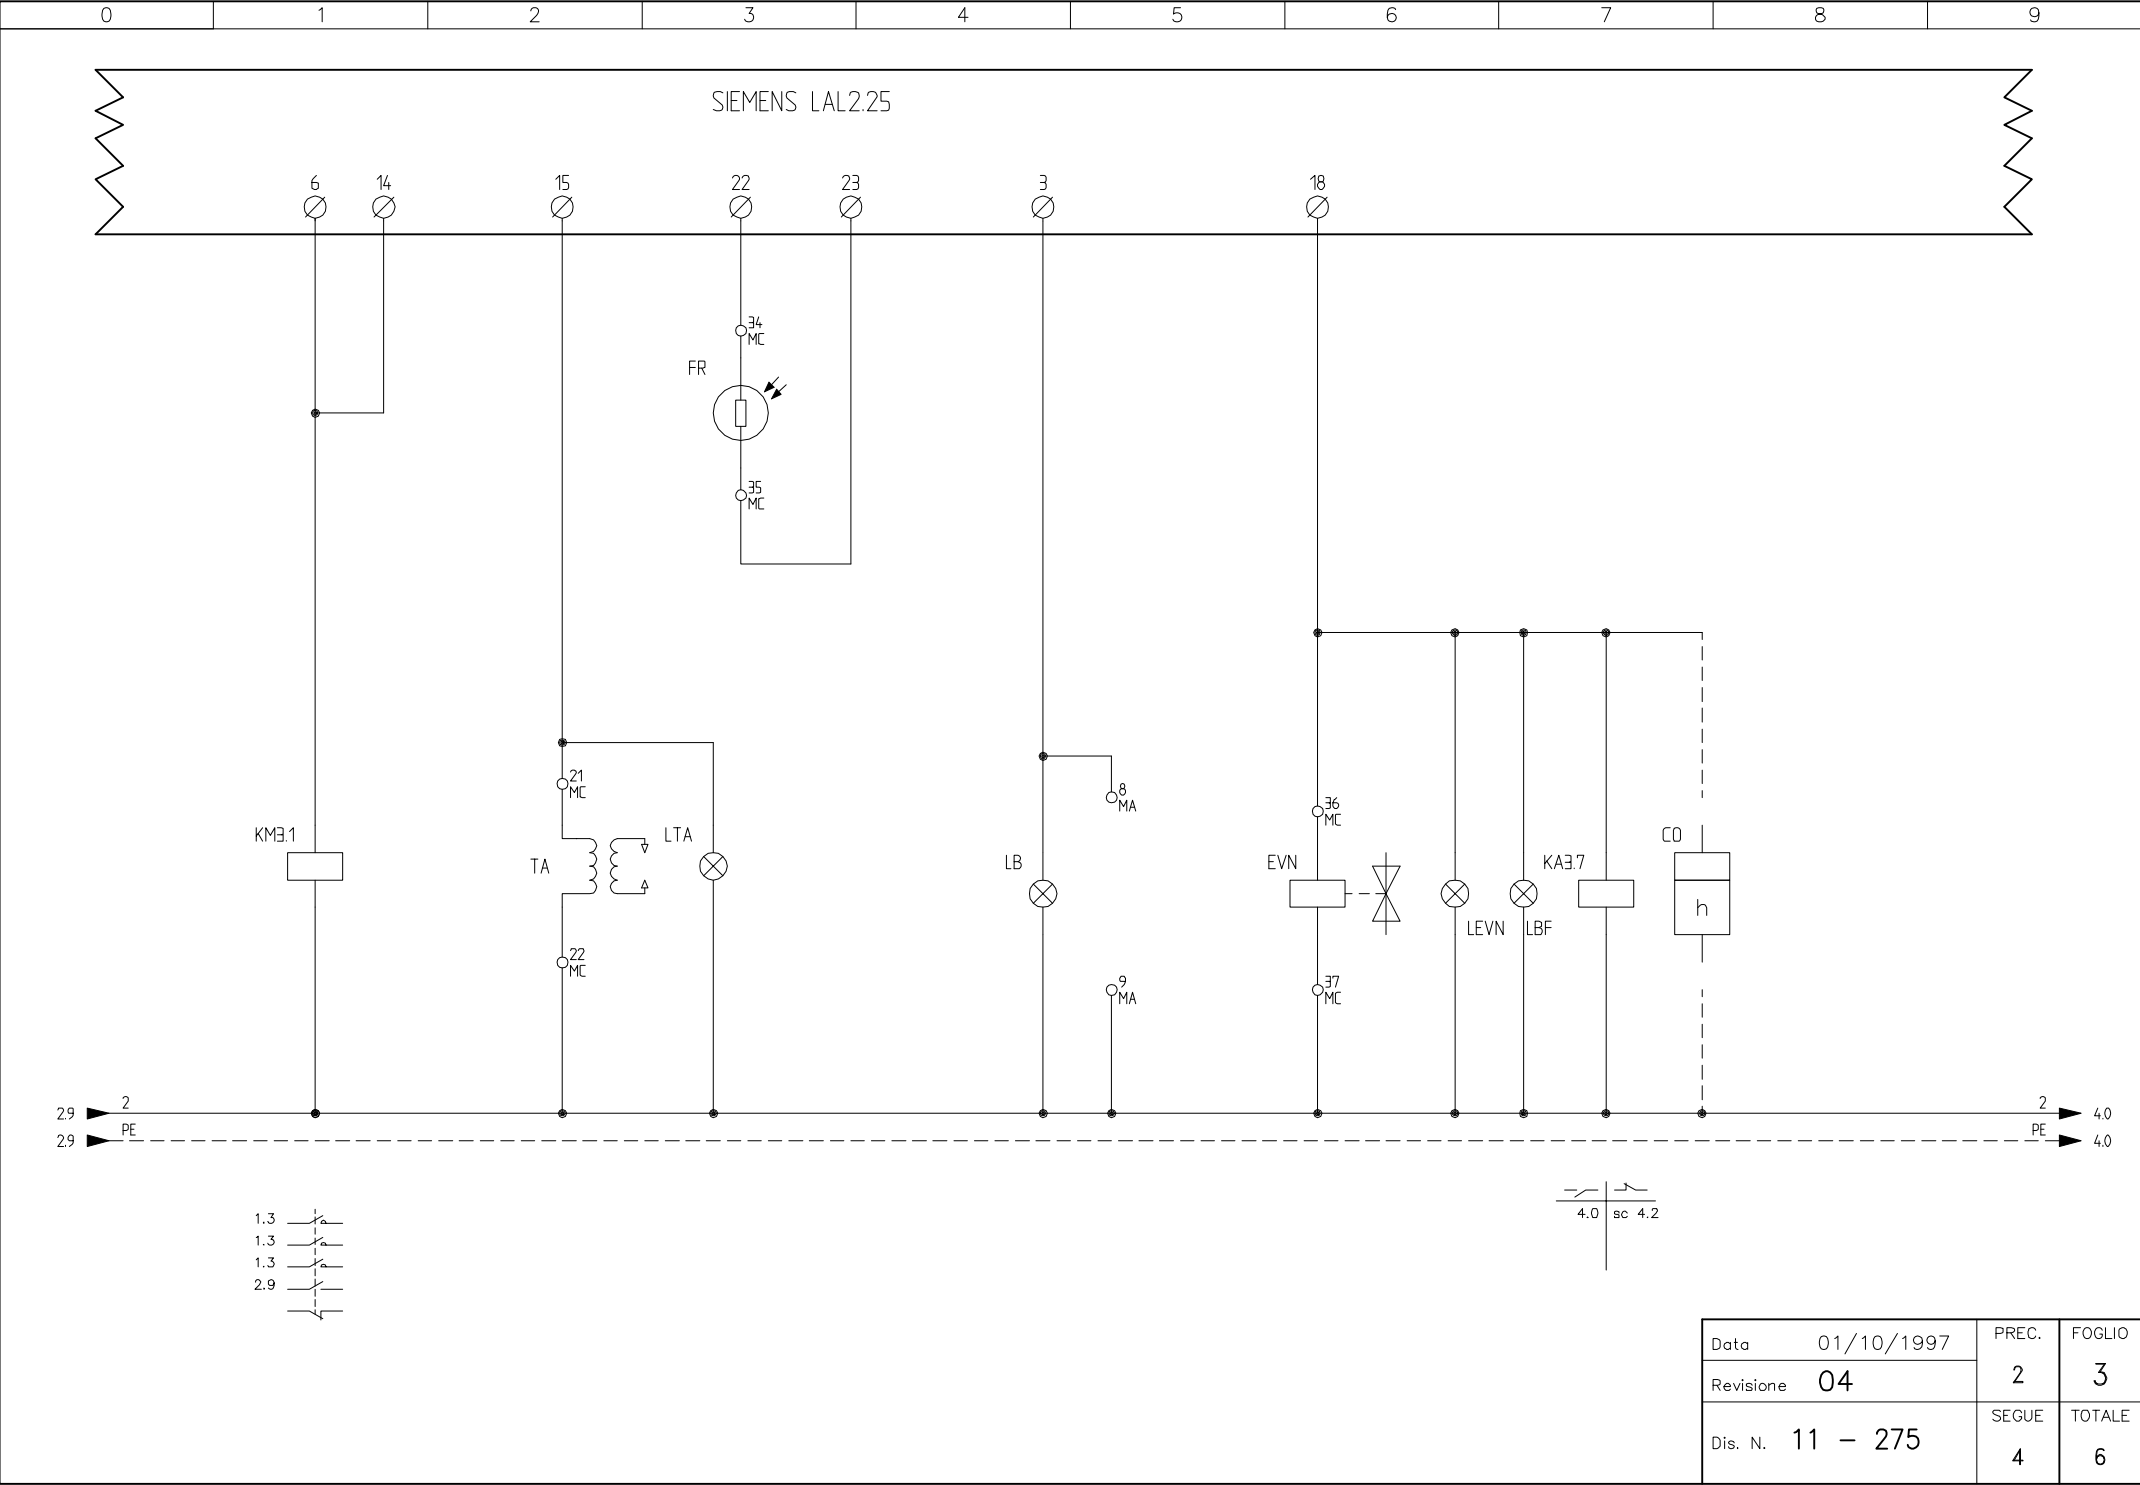 0 1 2 3 4 5 6 7 8 9
SIEMENS LAL2.25
6 14 15 22 23 3 18
34
MC
FR
35
MC
21
MC
8
MA
36
MC
KM3.1
LTA
CO
TA
LB
EVN
KA3.7
h
LEVN
LBF
22
MC
9
MA
37
MC
2.9 2 2 4.0
2.9 PE PE 4.0
4.0 sc 4.2
1.3
1.3
1.3
2.9
Data 01/10/1997
PREC.
FOGLIO
2
3
Revisione 04
SEGUE
TOTALE
Dis. N. 11 - 275
4
6